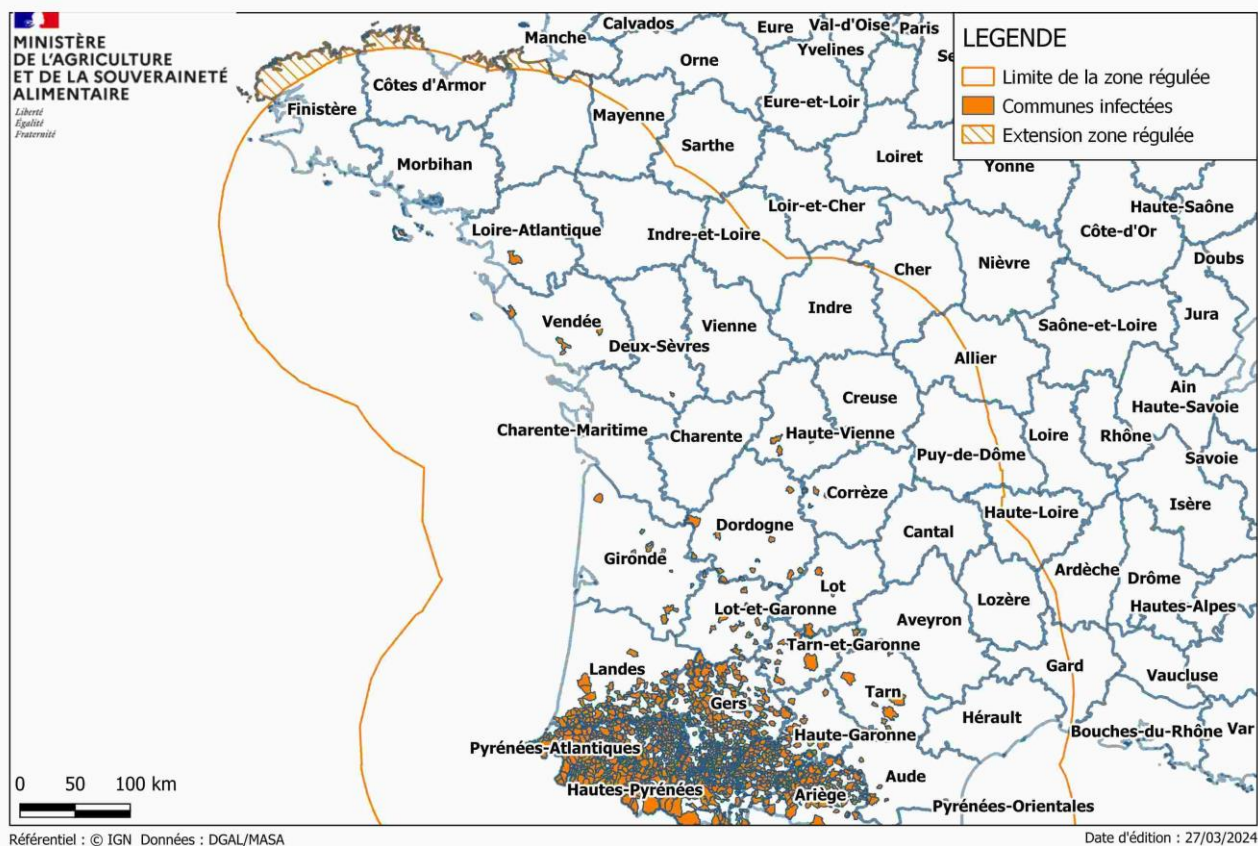 MINISTÈRE
DE L'AGRICULTURE
ET DE LA SOUVERAINETÉ
ALIMENTAIRE
Liberté
Égalité
Fraternité
LEGENDE
Limite de la zone régulée
Communes infectées
Extension zone régulée
Calvados
Eure
Val-d'Oise
Paris
Manche
Orne
Yvelines
Se
Côtes d'Armor
Finistère
Mayenne
Eure-et-Loir
Sarthe
Morbihan
Loiret
Yonne
Loir-et-Cher
Haute-Saône
Loire-Atlantique
Indre-et-Loire
Côte-d'Or
Cher
Nièvre
Doubs
Indre
Vendée
Vienne
Saône-et-Loire
Jura
Deux-Sèvres
Allier
Ain
Creuse
Haute-Savoie
Charente-Maritime
Charente
Haute-Vienne
Loire
Rhône
Puy-de-Dôme
Savoie
Corrèze
Isère
Haute-Loire
Dordogne
Cantal
Gironde
Ardèche
Drôme
Lot
Lozère
Hautes-Alpes
Lot-et-Garonne
Aveyron
Tarn-et-Garonne
Landes
Gard
Vaucluse
Tarn
Gers
Hérault
Haute-Garonne
Bouches-du-Rhône
Var
Pyrénées-Atlantiques
Aude
Hautes-Pyrénées
Ariège
Pyrénées-Orientales
0 50 100 km
Référentiel : © IGN Données : DGAL/MASA
Date d'édition : 27/03/2024